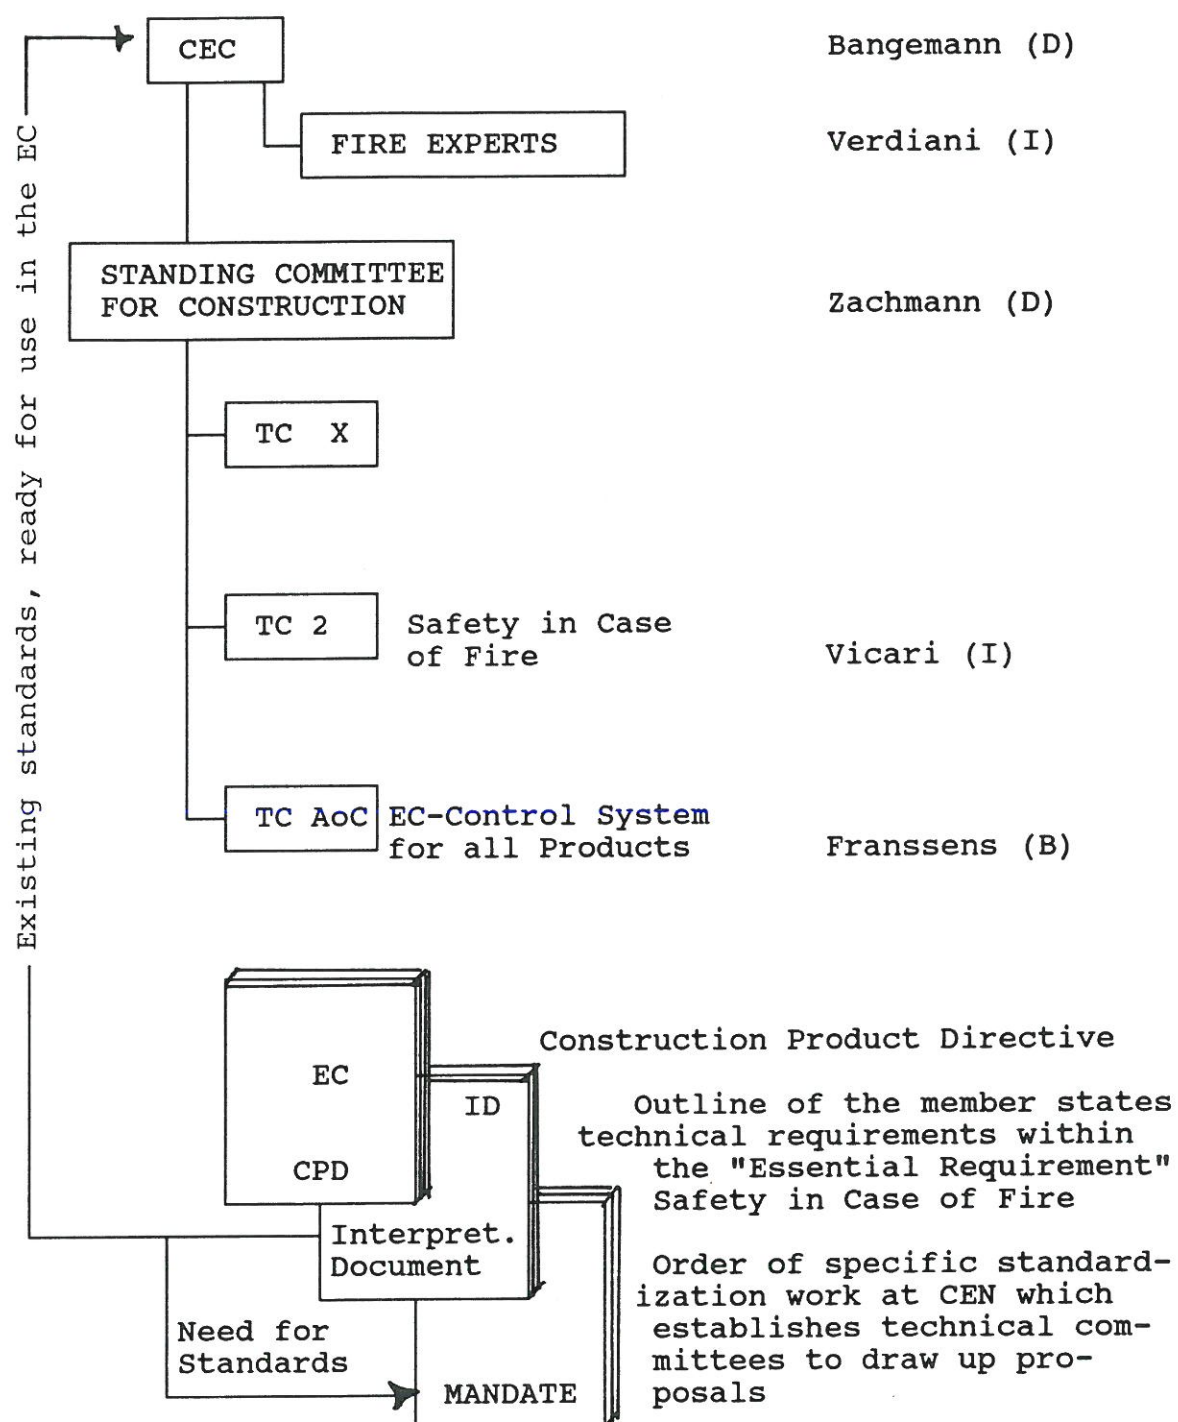 CEC
Bangemann (D)
FIRE EXPERTS
Verdiani (I)
STANDING COMMITTEE
FOR CONSTRUCTION
Zachmann (D)
TC X
TC 2
Safety in Case
of Fire
Vicari (I)
TC AoC
EC-Control System
for all Products
Franssens (B)
Existing standards, ready for use in the EC
EC
CPD
Construction Product Directive
ID
Interpret.
Document
Outline of the member states
technical requirements within
the "Essential Requirement"
Safety in Case of Fire
Need for
Standards
MANDATE
Order of specific standard-
ization work at CEN which
establishes technical com-
mittees to draw up pro-
posals